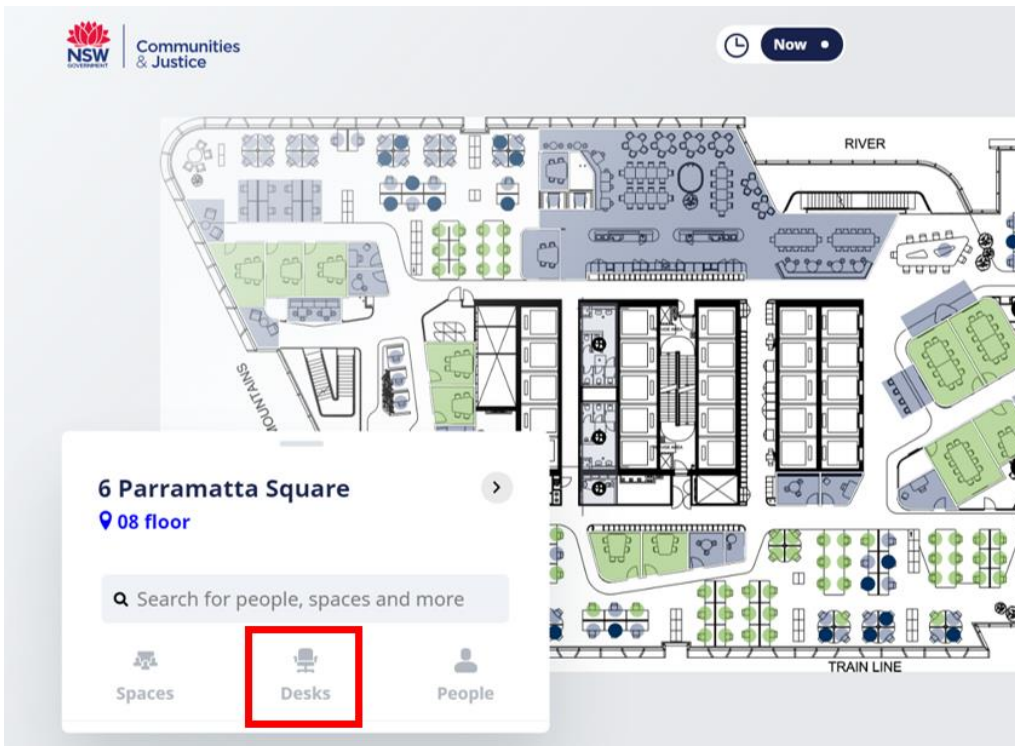 NSW
GOVERNMENT
Communities
& Justice
Now
RIVER
MOUNTAINS
6 Parramatta Square
08 floor
Search for people, spaces and more
Spaces
Desks
People
TRAIN LINE